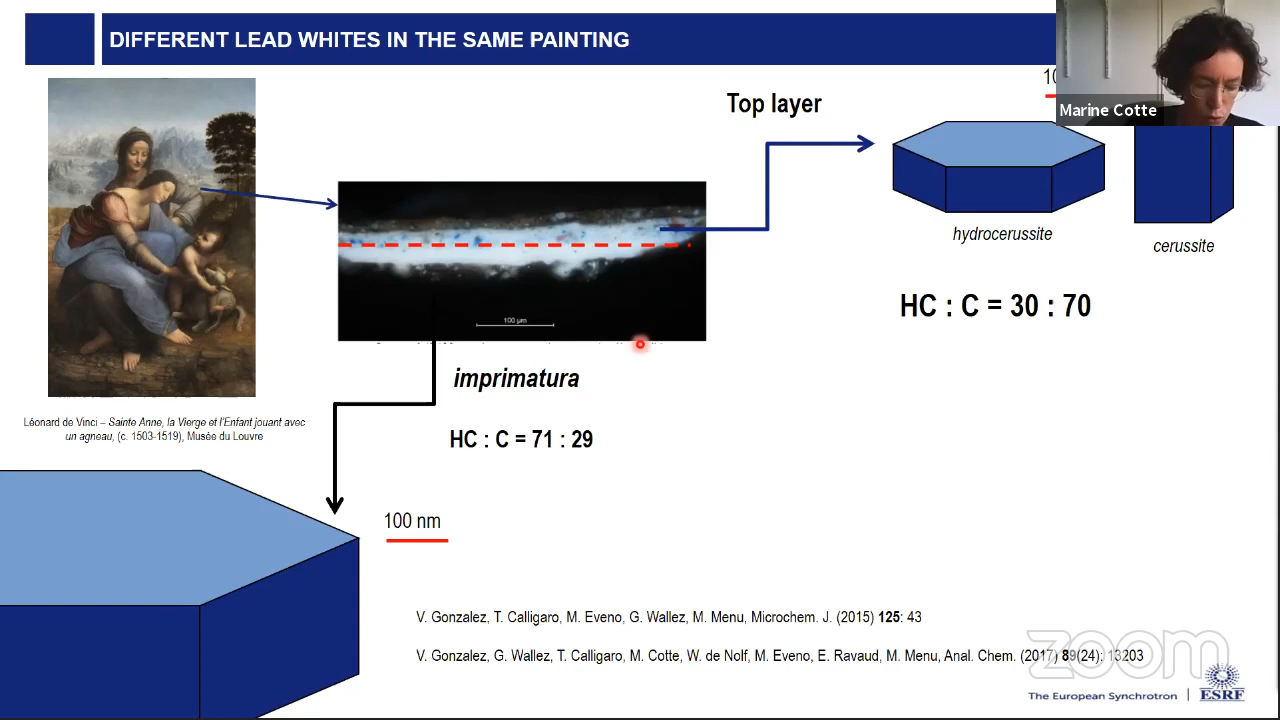 DIFFERENT LEAD WHITES IN THE SAME PAINTING
10
Marine Cotte
Top layer
hydrocerussite
cerussite
HC : C = 30 : 70
100 µm
imprimatura
HC : C = 71 : 29
Léonard de Vinci – Sainte Anne, la Vierge et l'Enfant jouant avec
un agneau, (c. 1503-1519), Musée du Louvre
100 nm
V. Gonzalez, T. Calligaro, M. Eveno, G. Wallez, M. Menu, Microchem. J. (2015) 125: 43
V. Gonzalez, G. Wallez, T. Calligaro, M. Cotte, W. de Nolf, M. Eveno, E. Ravaud, M. Menu, Anal. Chem. (2017) 89(24): 13203
zoom
The European Synchrotron | ESRF